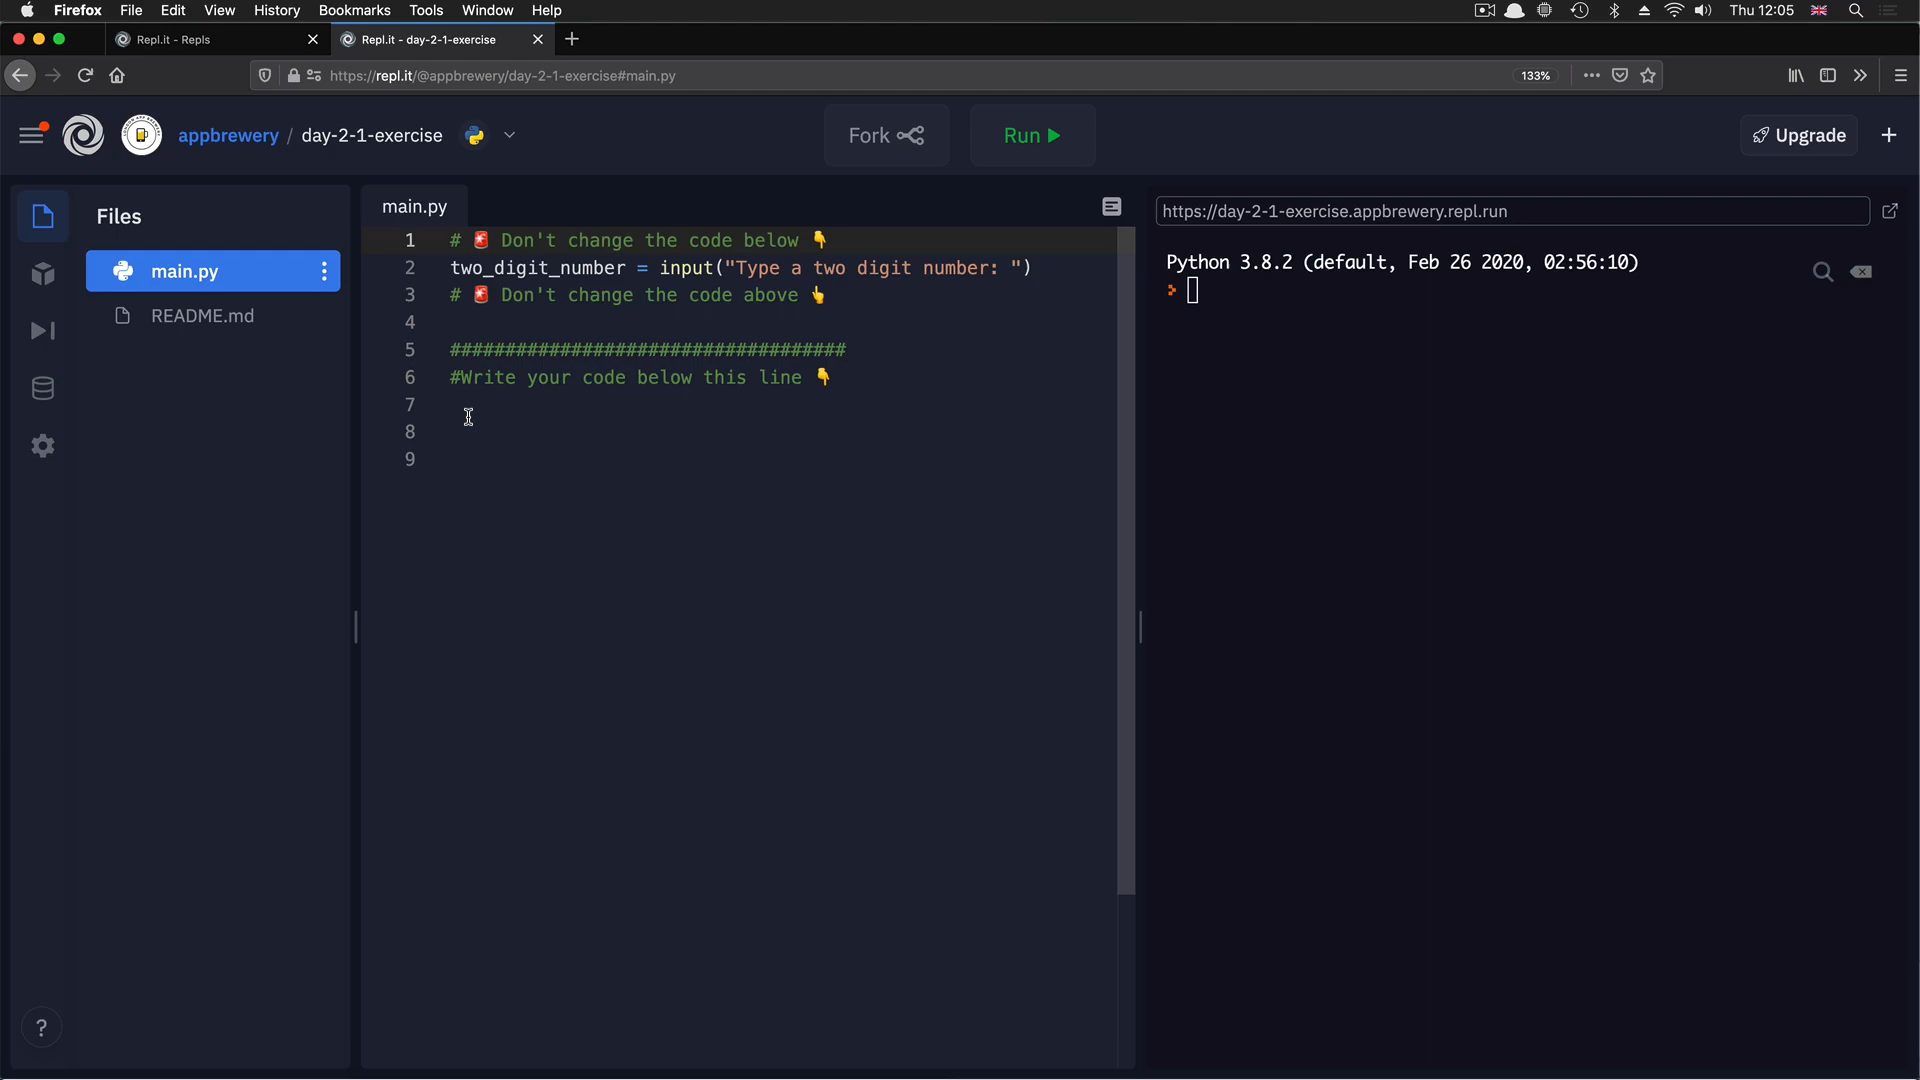 Firefox File Edit View History Bookmarks Tools Window Help Thu 12:05
Repl.it - Repls Repl.it - day-2-1-exercise
https://repl.it/@appbrewery/day-2-1-exercise#main.py 133%
appbrewery / day-2-1-exercise Fork Run Upgrade
Files
main.py
README.md
main.py
1 # 🚨 Don't change the code below 👇
2 two_digit_number = input("Type a two digit number: ")
3 # 🚨 Don't change the code above 👆
4
5 ####################################
6 #Write your code below this line 👇
7
8
9
https://day-2-1-exercise.appbrewery.repl.run
Python 3.8.2 (default, Feb 26 2020, 02:56:10)
>
?